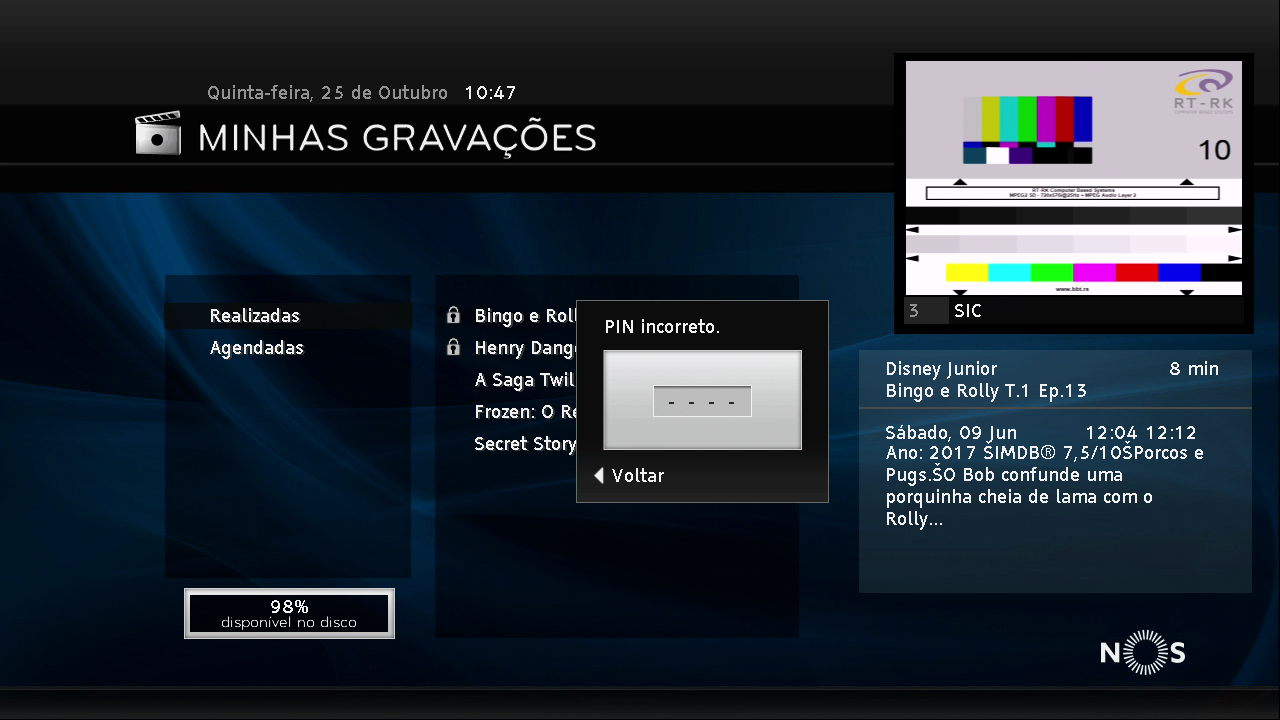 Quinta-feira, 25 de Outubro 10:47
MINHAS GRAVAÇÕES
RT-RK
10
RT-RK Computer Based Systems
MPEG2 SD - 720x576@25Hz + MPEG Audio Layer 2
www.bbt.rs
3 SIC
Realizadas
Agendadas
Bingo e Roll
Henry Dang
A Saga Twil
Frozen: O Re
Secret Story
PIN incorreto.
- - - -
Voltar
Disney Junior 8 min
Bingo e Rolly T.1 Ep.13
Sábado, 09 Jun 12:04 12:12
Ano: 2017 ŠIMDB® 7,5/10ŠPorcos e
Pugs.ŠO Bob confunde uma
porquinha cheia de lama com o
Rolly...
98%
disponível no disco
NOS